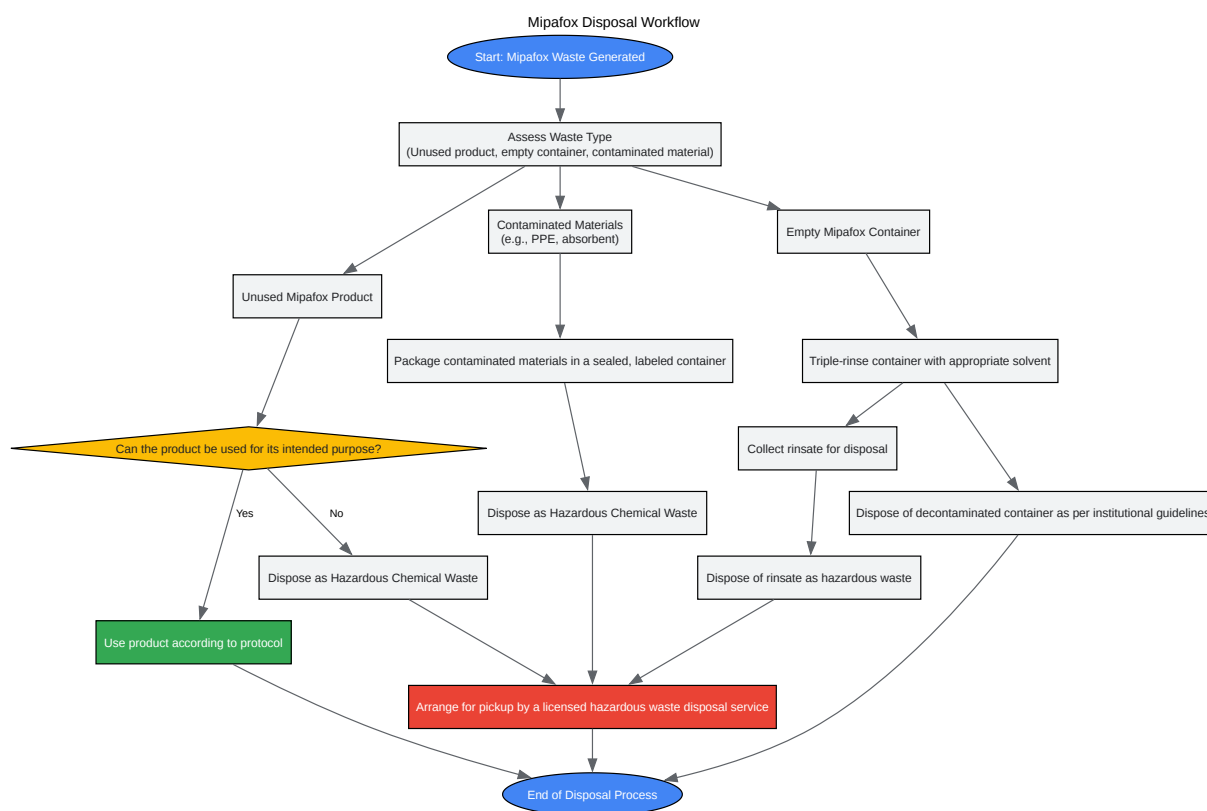 Mipafox Disposal Workflow
Start: Mipafox Waste Generated
Assess Waste Type
(Unused product, empty container, contaminated material)
Contaminated Materials
(e.g., PPE, absorbent)
Empty Mipafox Container
Unused Mipafox Product
Package contaminated materials in a sealed, labeled container
Triple-rinse container with appropriate solvent
Can the product be used for its intended purpose?
Collect rinsate for disposal
Yes
No
Dispose as Hazardous Chemical Waste
Dispose of decontaminated container as per institutional guidelines
Dispose as Hazardous Chemical Waste
Dispose of rinsate as hazardous waste
Use product according to protocol
Arrange for pickup by a licensed hazardous waste disposal service
End of Disposal Process